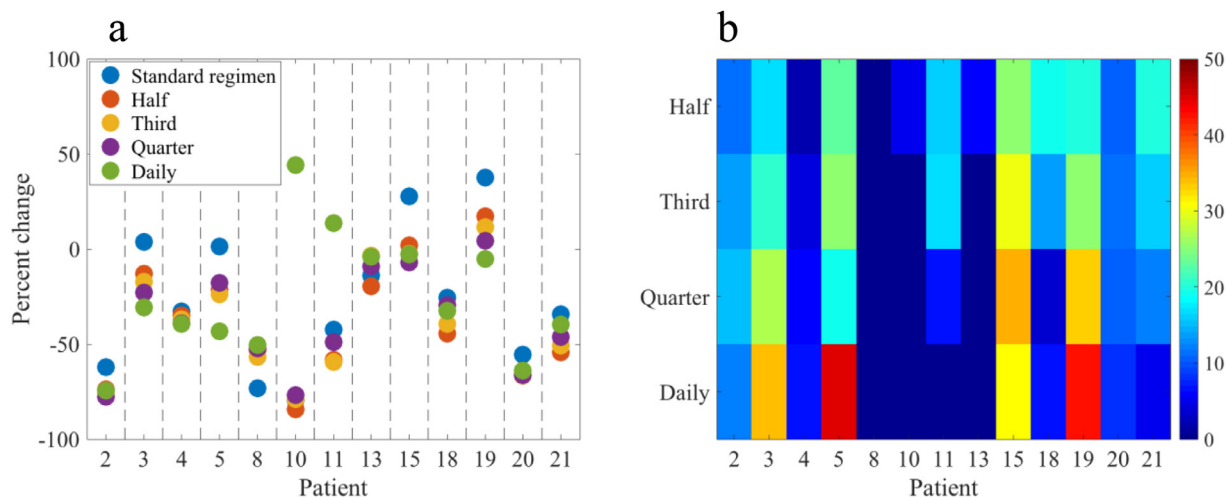 a
Percent change
100
50
0
-50
-100
Standard regimen
Half
Third
Quarter
Daily
2 3 4 5 8 10 11 13 15 18 19 20 21
Patient
b
Half
Third
Quarter
Daily
2 3 4 5 8 10 11 13 15 18 19 20 21
Patient
50
40
30
20
10
0